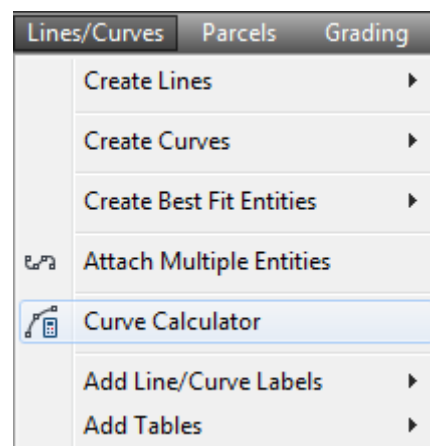 Lines/Curves Parcels Grading
Create Lines
Create Curves
Create Best Fit Entities
Attach Multiple Entities
Curve Calculator
Add Line/Curve Labels
Add Tables